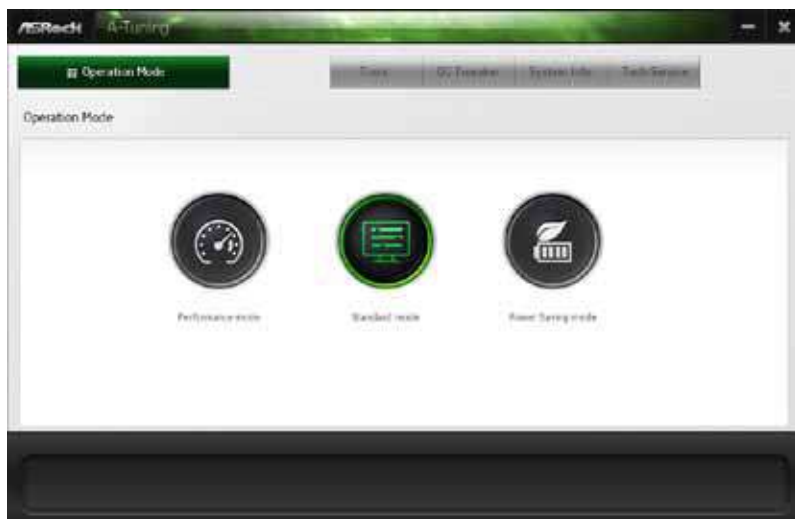 ASRock A-Tuning
Operation Mode Tools OC Tweaker System Info Tech Service
Operation Mode
Performance mode Standard mode Power Saving mode